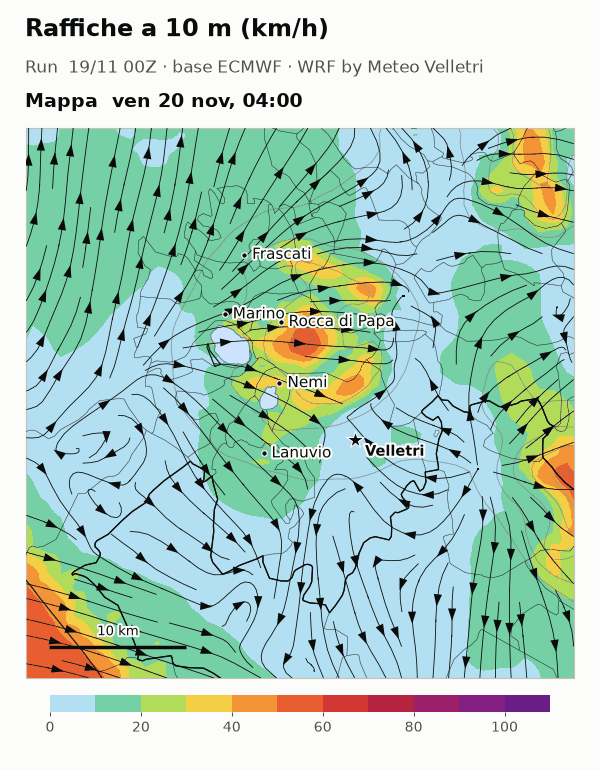 Raffiche a 10 m (km/h)
Run  19/11 00Z · base ECMWF · WRF by Meteo Velletri
Mappa  ven 20 nov, 04:00
Frascati
Marino
Rocca di Papa
Nemi
Velletri
Lanuvio
10 km
0 20 40 60 80 100